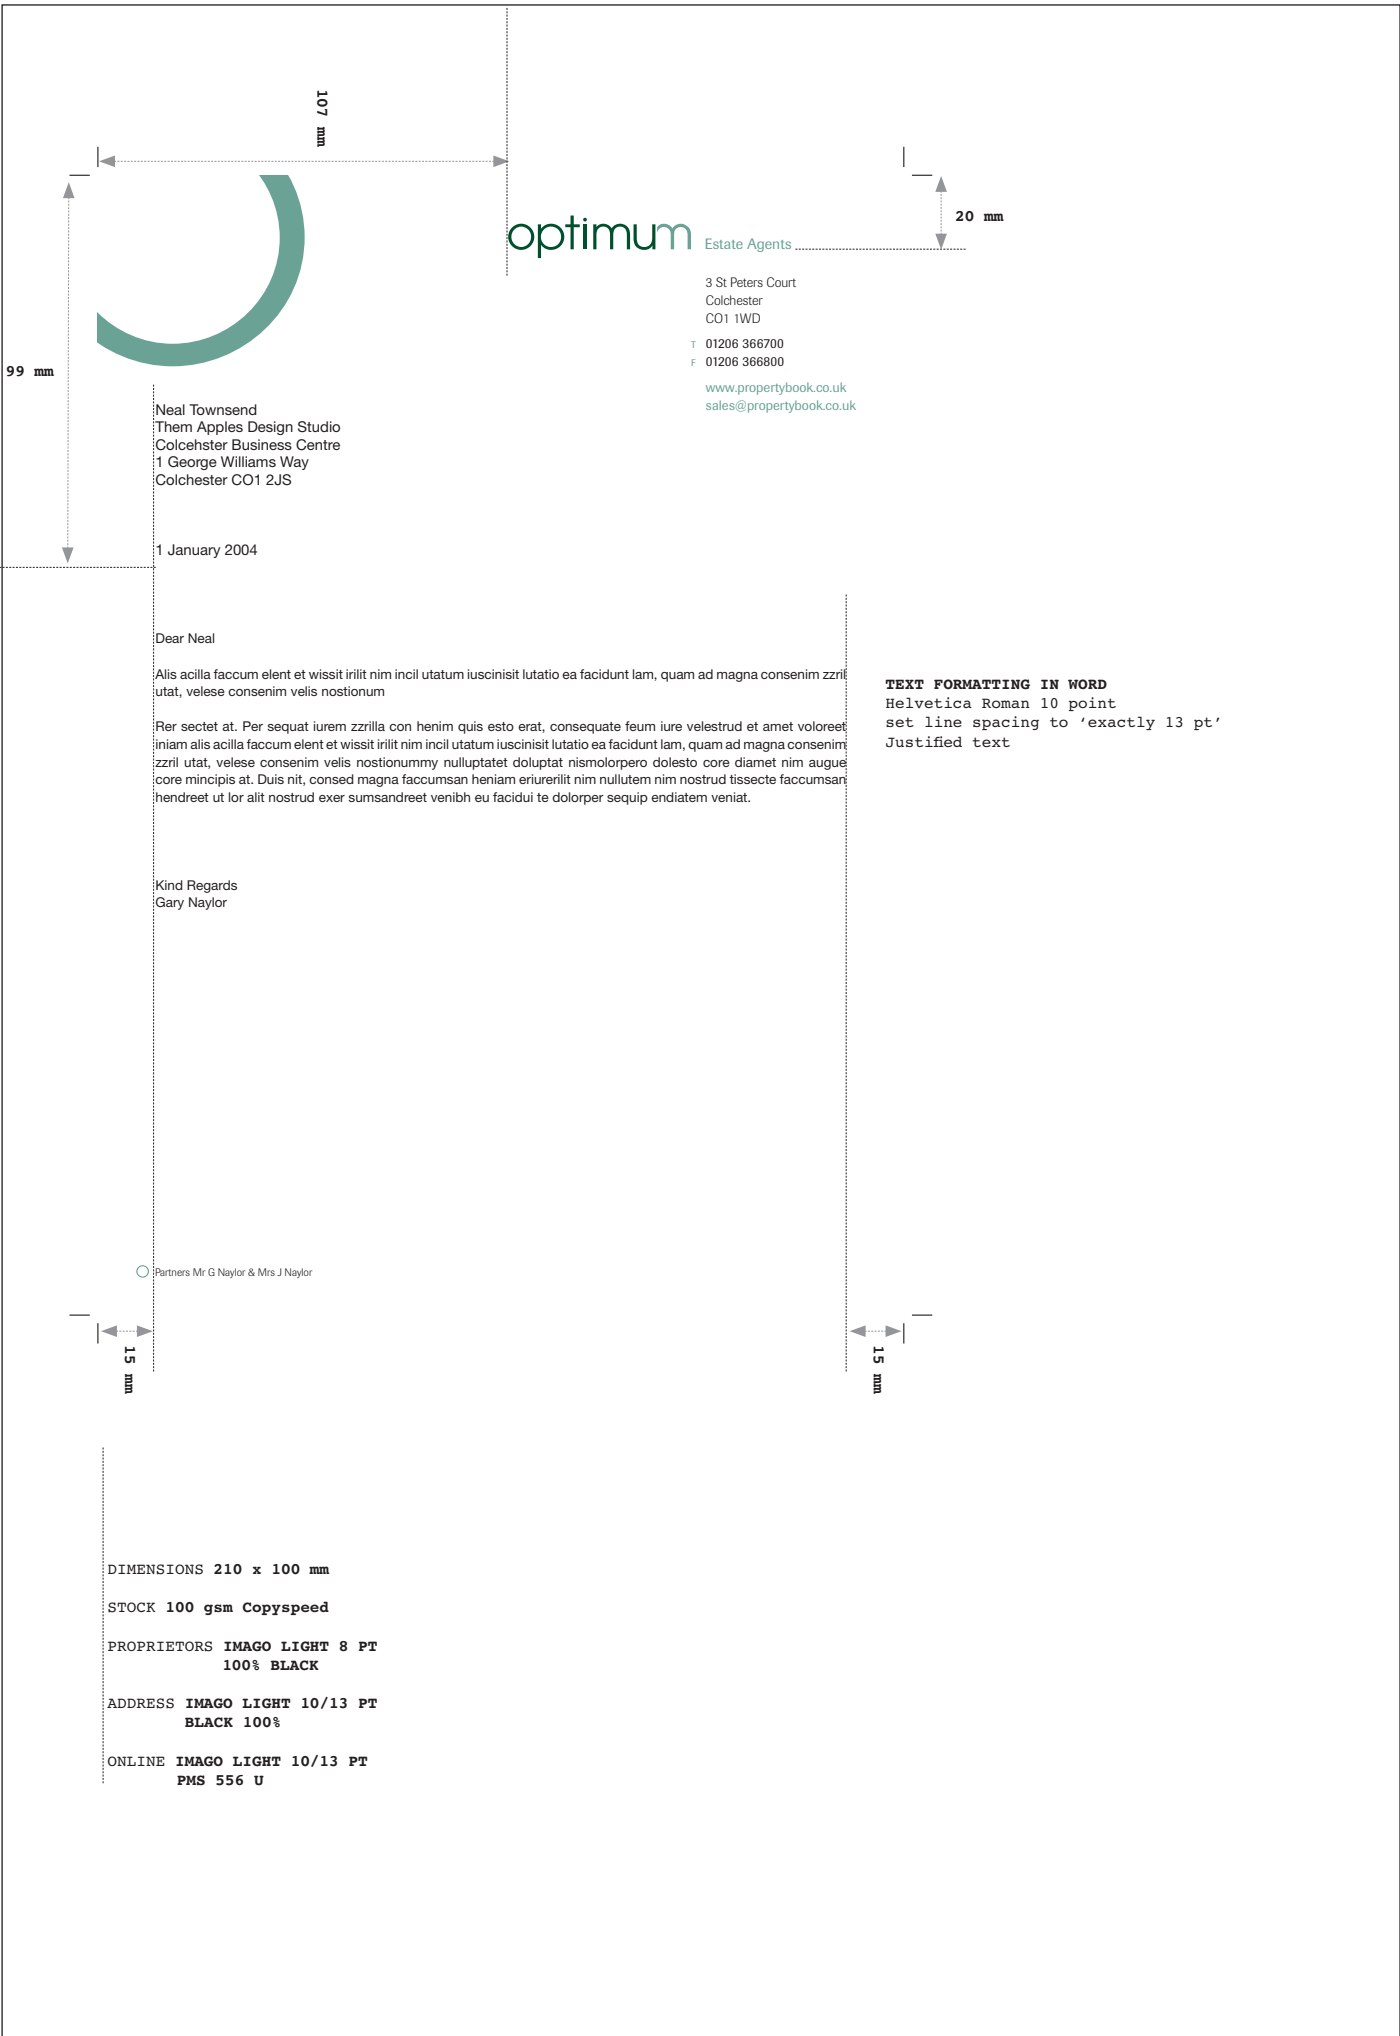 107 mm
20 mm
optimum Estate Agents
3 St Peters Court
Colchester
CO1 1WD
T 01206 366700
F 01206 366800
www.propertybook.co.uk
sales@propertybook.co.uk
99 mm
Neal Townsend
Them Apples Design Studio
Colcehster Business Centre
1 George Williams Way
Colchester CO1 2JS
1 January 2004
Dear Neal
Alis acilla faccum elent et wissit irilit nim incil utatum iuscinisit lutatio ea facidunt lam, quam ad magna consenim zzril
utat, velese consenim velis nostionum
Rer sectet at. Per sequat iurem zzrilla con henim quis esto erat, consequate feum iure velestrud et amet voloreet
iniam alis acilla faccum elent et wissit irilit nim incil utatum iuscinisit lutatio ea facidunt lam, quam ad magna consenim
zzril utat, velese consenim velis nostionummy nulluptatet doluptat nismolorpero dolesto core diamet nim augue
core mincipis at. Duis nit, consed magna faccumsan heniam eriurerilit nim nullutem nim nostrud tissecte faccumsan
hendreet ut lor alit nostrud exer sumsandreet venibh eu facidui te dolorper sequip endiatem veniat.
TEXT FORMATTING IN WORD
Helvetica Roman 10 point
set line spacing to ‘exactly 13 pt’
Justified text
Kind Regards
Gary Naylor
Partners Mr G Naylor & Mrs J Naylor
15 mm
15 mm
DIMENSIONS 210 x 100 mm
STOCK 100 gsm Copyspeed
PROPRIETORS IMAGO LIGHT 8 PT
100% BLACK
ADDRESS IMAGO LIGHT 10/13 PT
BLACK 100%
ONLINE IMAGO LIGHT 10/13 PT
PMS 556 U